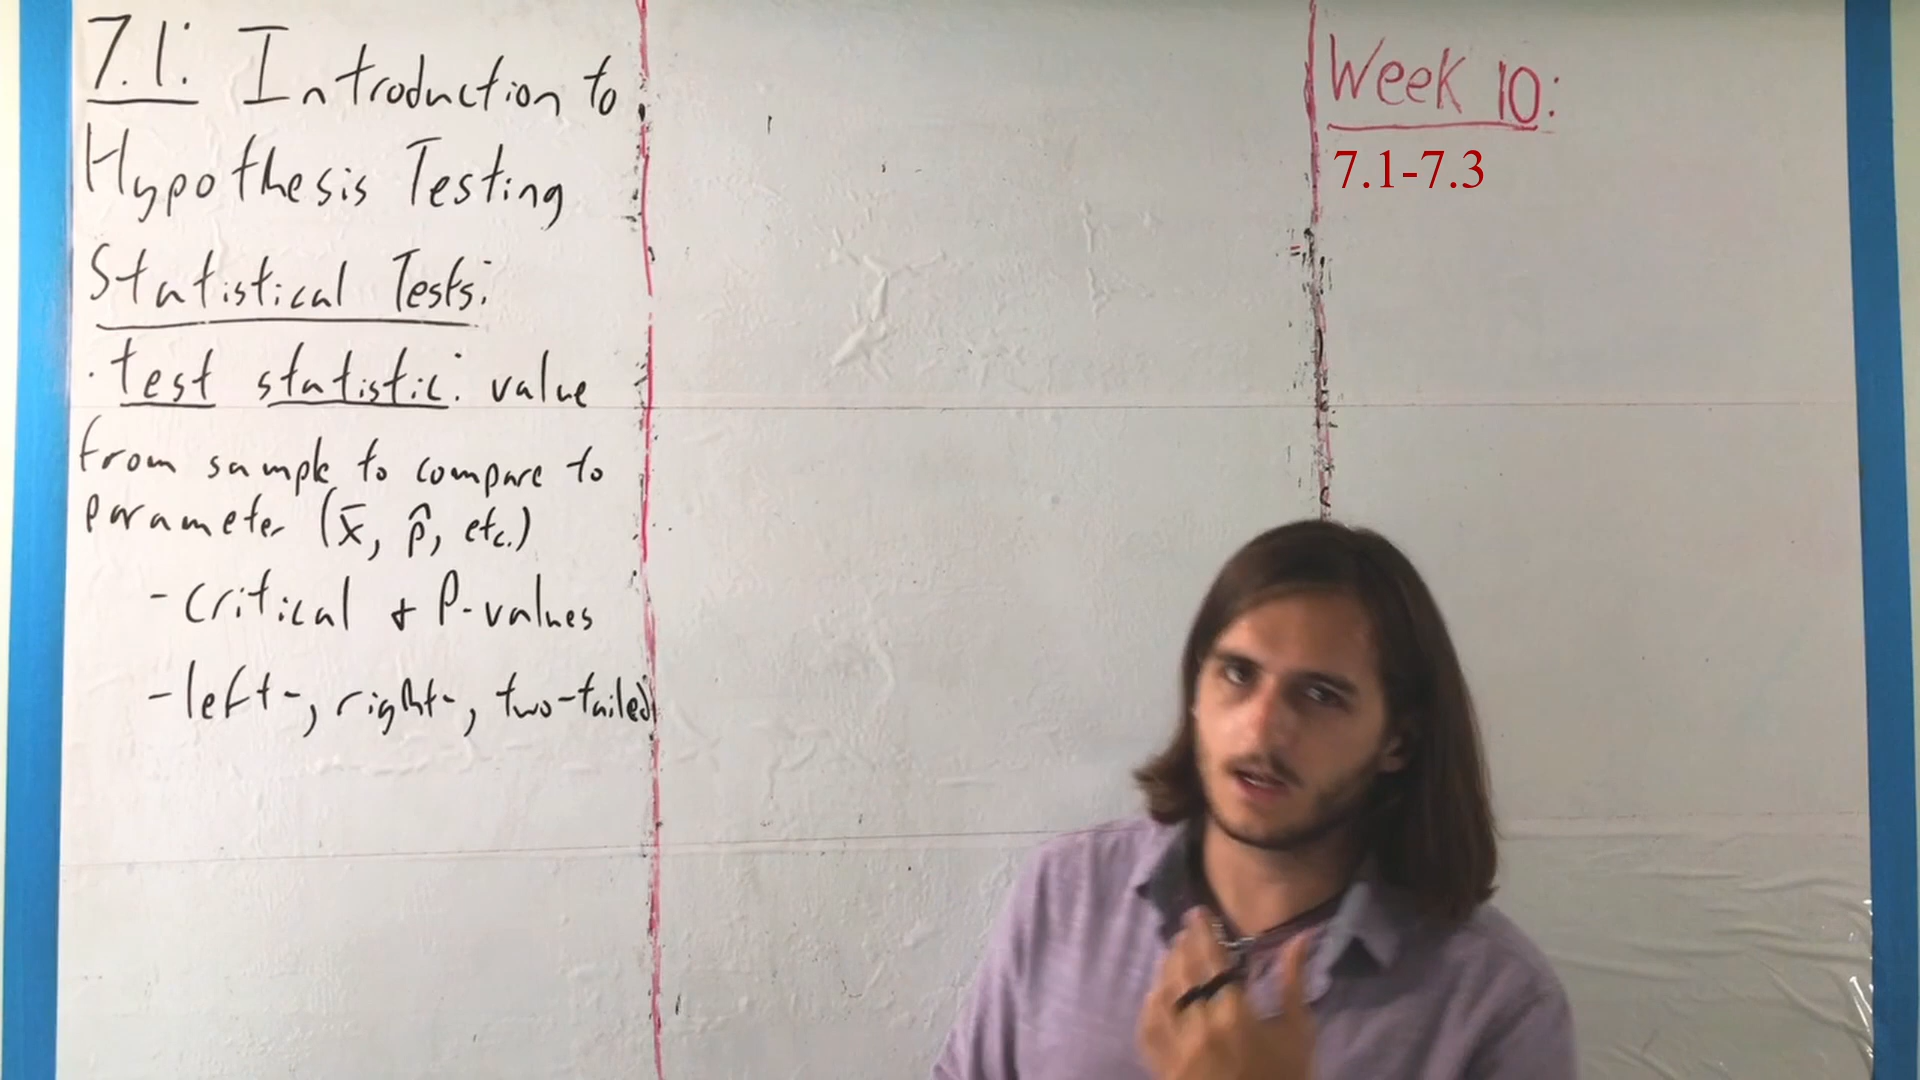 7.1: Introduction to
Hypothesis Testing
Statistical Tests:
· test statistic: value
from sample to compare to
parameter (x̄, p̂, etc.)
- critical & P-values
- left-, right-, two-tailed
Week 10:
7.1-7.3